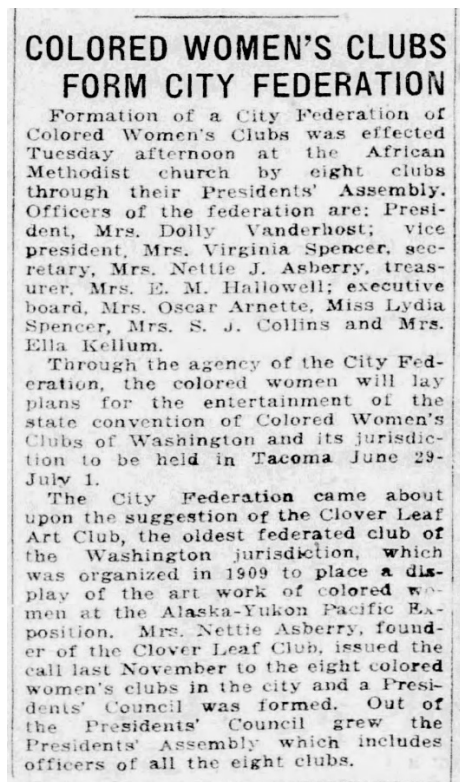 COLORED WOMEN'S CLUBS
FORM CITY FEDERATION
Formation of a City Federation of
Colored Women's Clubs was effected
Tuesday afternoon at the African
Methodist church by eight clubs
through their Presidents' Assembly.
Officers of the federation are: Presi-
dent, Mrs. Dolly Vanderhost; vice
president, Mrs. Virginia Spencer, sec-
retary, Mrs. Nettie J. Asberry, treas-
urer, Mrs. E. M. Hallowell; executive
board, Mrs. Oscar Arnette, Miss Lydia
Spencer, Mrs. S. J. Collins and Mrs.
Ella Kellum.
Through the agency of the City Fed-
eration, the colored women will lay
plans for the entertainment of the
state convention of Colored Women's
Clubs of Washington and its jurisdic-
tion to be held in Tacoma June 29-
July 1.
The City Federation came about
upon the suggestion of the Clover Leaf
Art Club, the oldest federated club of
the Washington jurisdiction, which
was organized in 1909 to place a dis-
play of the art work of colored wo-
men at the Alaska-Yukon Pacific Ex-
position. Mrs. Nettie Asberry, found-
er of the Clover Leaf Club, issued the
call last November to the eight colored
women's clubs in the city and a Presi-
dents' Council was formed. Out of
the Presidents' Council grew the
Presidents' Assembly which includes
officers of all the eight clubs.